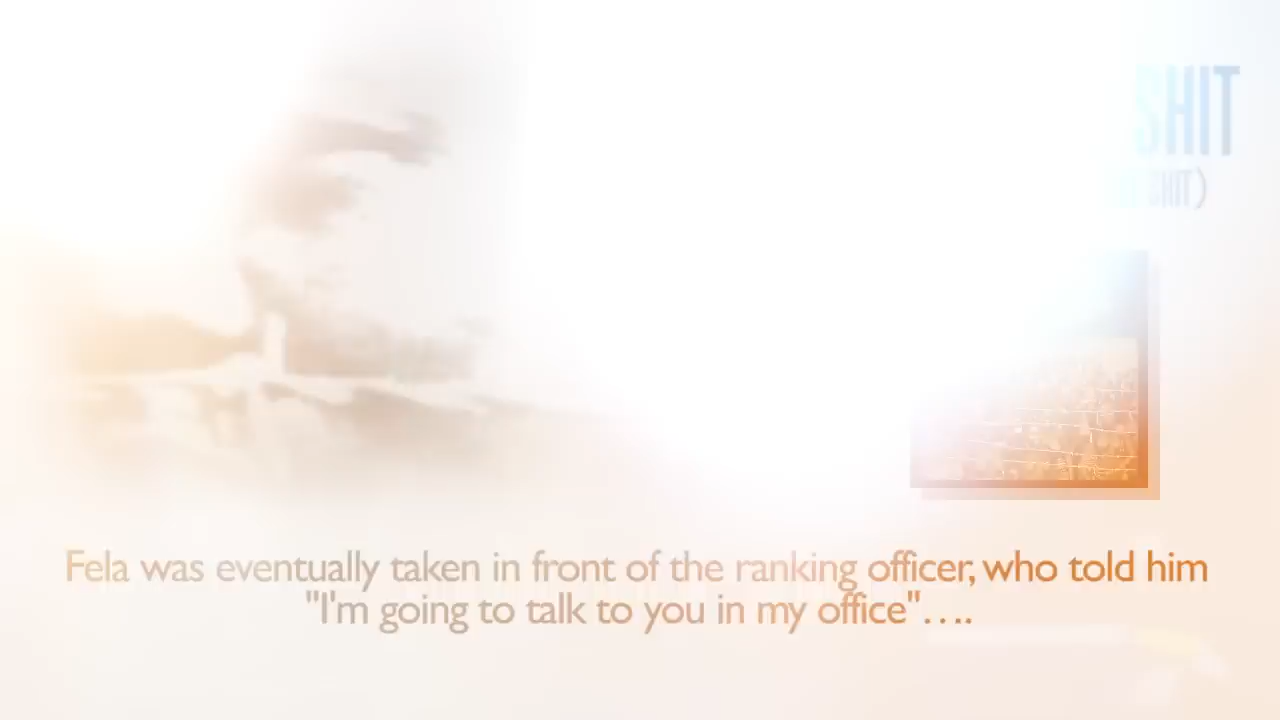 SHIT
SHIT)
Fela was eventually taken in front of the ranking officer, who told him
"I'm going to talk to you in my office"....